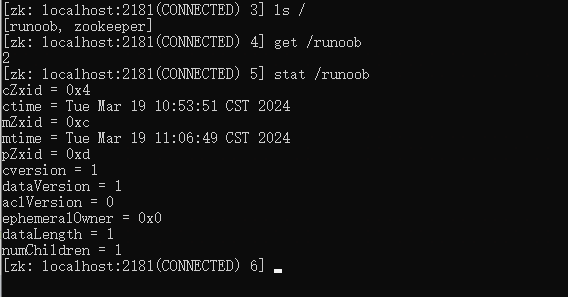 [zk: localhost:2181(CONNECTED) 3] ls /
[runoob, zookeeper]
[zk: localhost:2181(CONNECTED) 4] get /runoob
2
[zk: localhost:2181(CONNECTED) 5] stat /runoob
cZxid = 0x4
ctime = Tue Mar 19 10:53:51 CST 2024
mZxid = 0xc
mtime = Tue Mar 19 11:06:49 CST 2024
pZxid = 0xd
cversion = 1
dataVersion = 1
aclVersion = 0
ephemeralOwner = 0x0
dataLength = 1
numChildren = 1
[zk: localhost:2181(CONNECTED) 6]